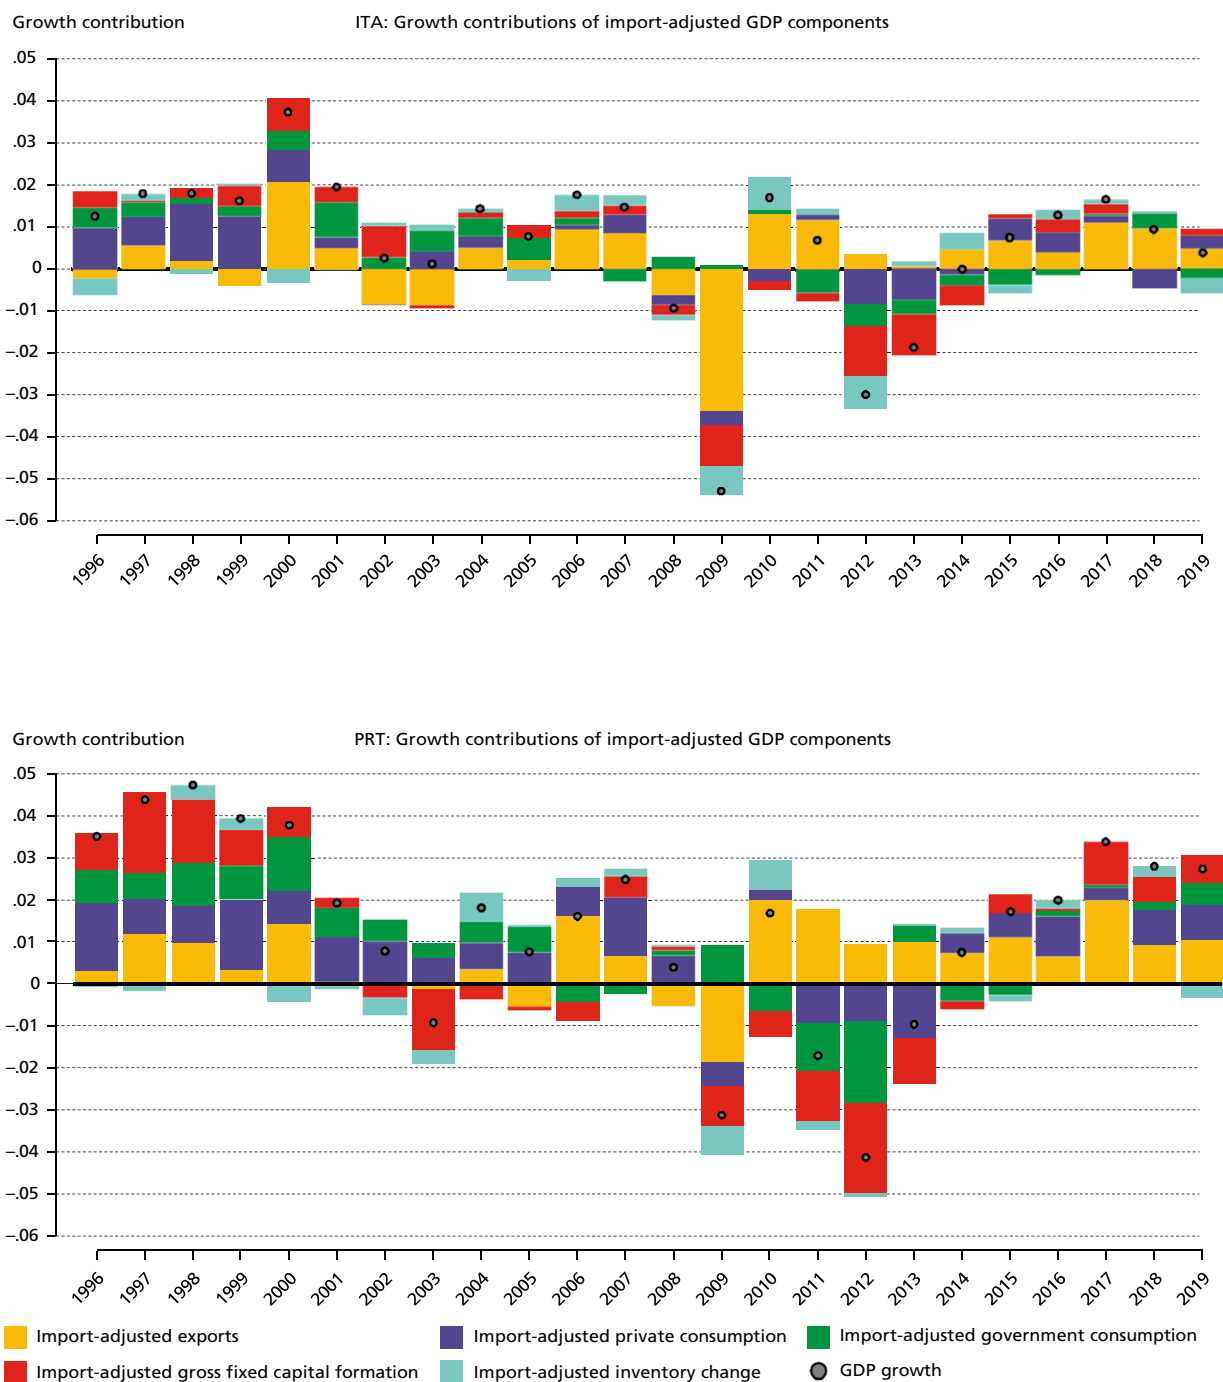 Growth contribution
ITA: Growth contributions of import-adjusted GDP components
.05
.04
.03
.02
.01
0
–.01
–.02
–.03
–.04
–.05
–.06
1996 1997 1998 1999 2000 2001 2002 2003 2004 2005 2006 2007 2008 2009 2010 2011 2012 2013 2014 2015 2016 2017 2018 2019
Growth contribution
PRT: Growth contributions of import-adjusted GDP components
.05
.04
.03
.02
.01
0
–.01
–.02
–.03
–.04
–.05
–.06
1996 1997 1998 1999 2000 2001 2002 2003 2004 2005 2006 2007 2008 2009 2010 2011 2012 2013 2014 2015 2016 2017 2018 2019
Import-adjusted exports
Import-adjusted private consumption
Import-adjusted government consumption
Import-adjusted gross fixed capital formation
Import-adjusted inventory change
GDP growth